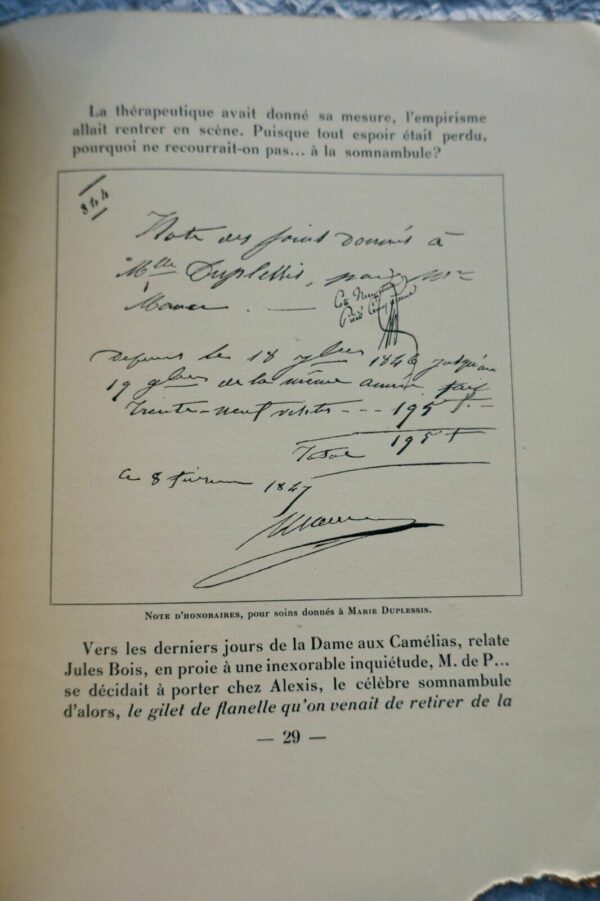 La thérapeutique avait donné sa mesure, l'empirisme
allait rentrer en scène. Puisque tout espoir était perdu,
pourquoi ne recourrait-on pas... à la somnambule?
844
Note des soins donnés à
Mlle Duplessis, par Mr
Depuis le 18 9bre 1846 jusqu'au
19 de la même année,
trente-neuf visites --- 195 f.
Total 195 f
Ce 8 février 1847
NOTE D'HONORAIRES, pour soins donnés à MARIE DUPLESSIS.
Vers les derniers jours de la Dame aux Camélias, relate
Jules Bois, en proie à une inexorable inquiétude, M. de P...
se décidait à porter chez Alexis, le célèbre somnambule
d'alors, le gilet de flanelle qu'on venait de retirer de la
— 29 —